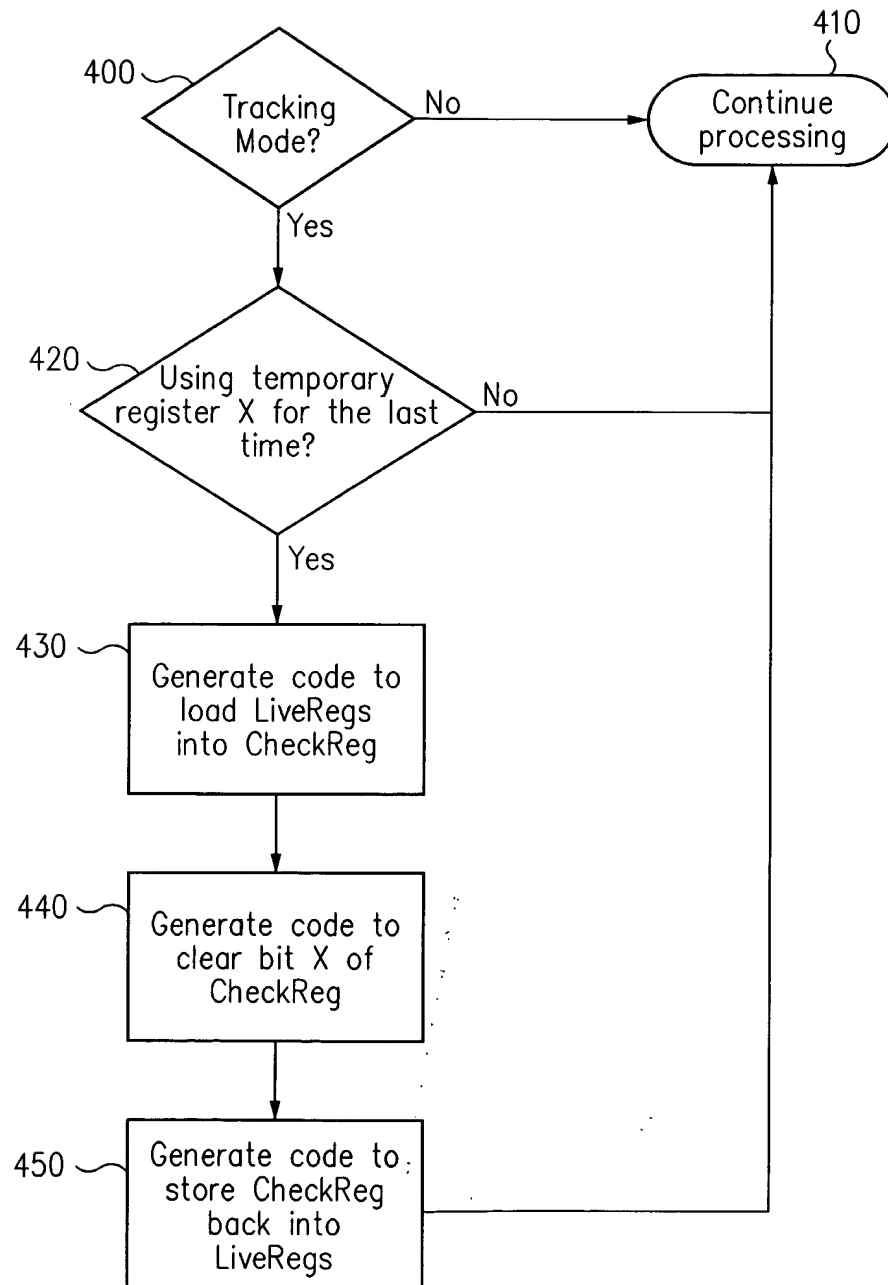 410
400
Tracking
Mode?
No
Continue
processing
Yes
420
Using temporary
register X for the last
time?
No
Yes
430
Generate code to
load LiveRegs
into CheckReg
440
Generate code to
clear bit X of
CheckReg
450
Generate code to
store CheckReg
back into
LiveRegs